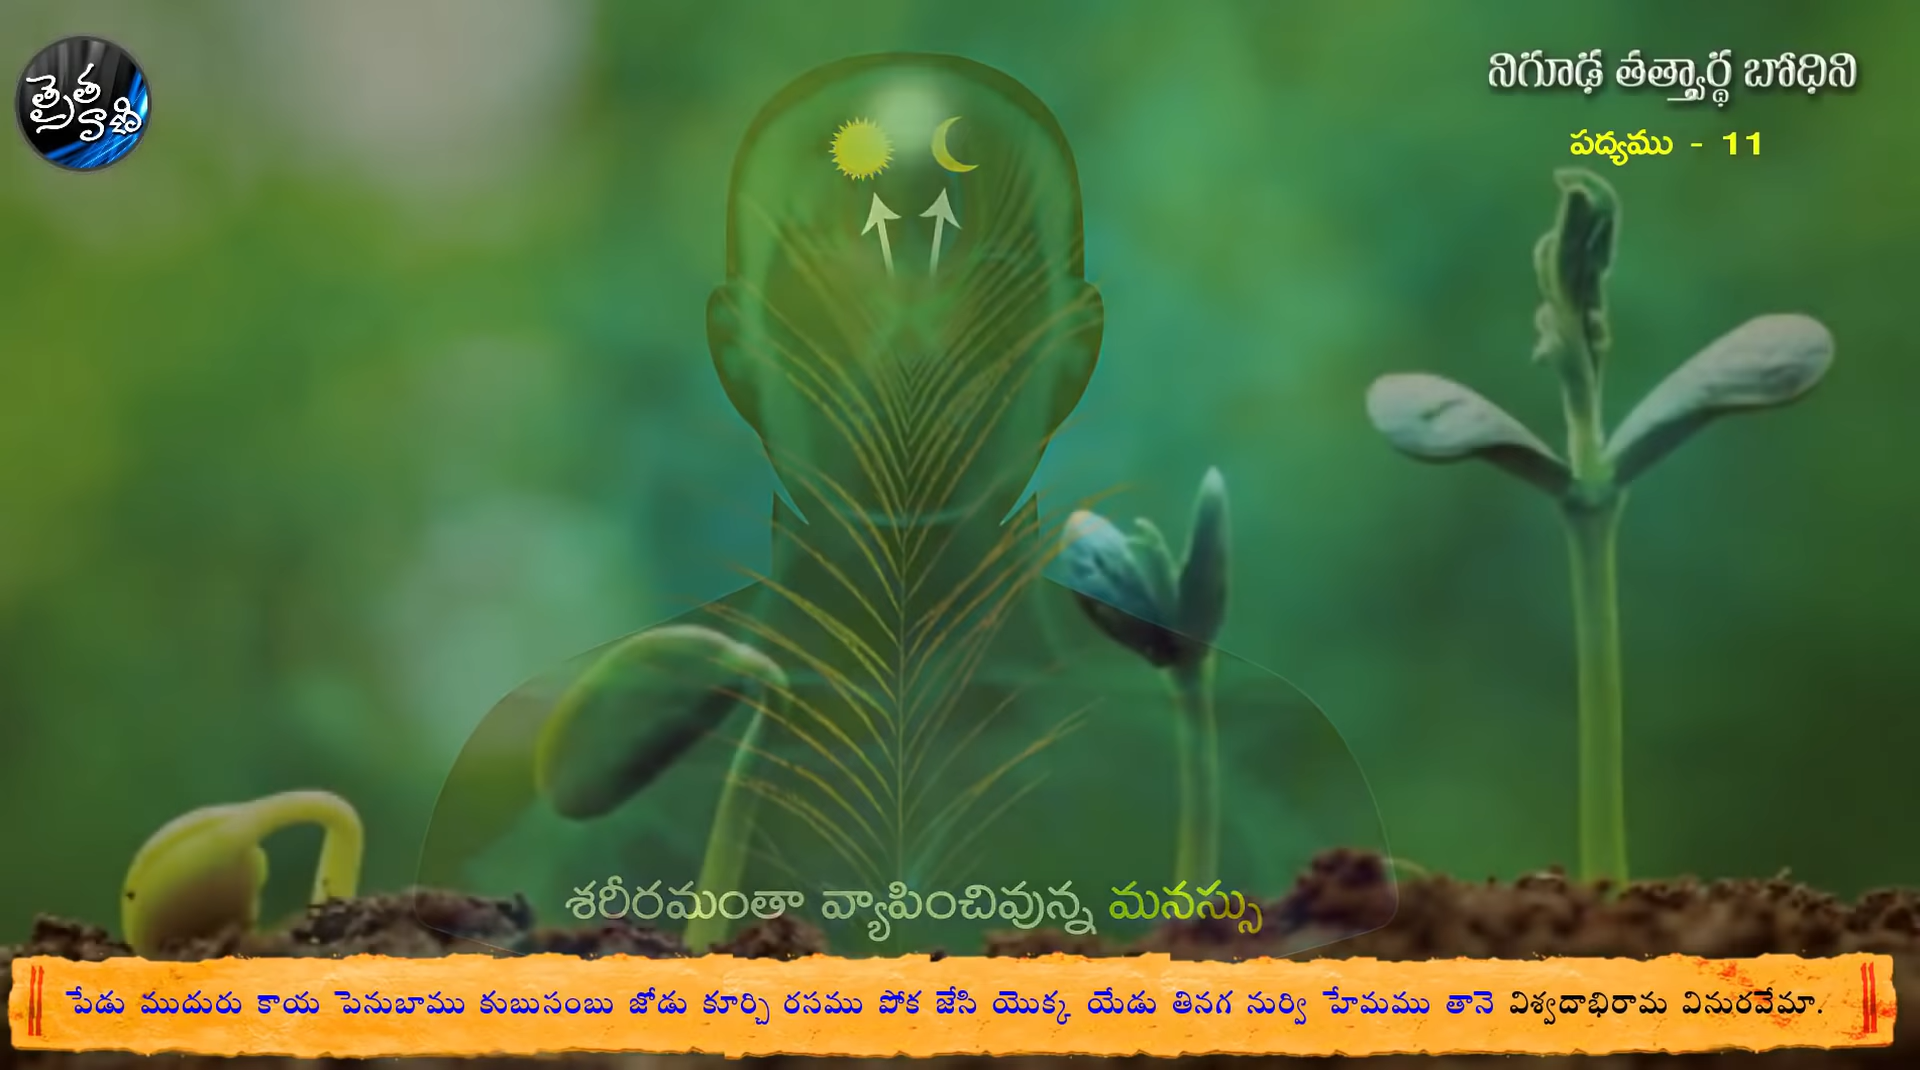 త్రైత
వాణి
నిగూఢ తత్త్వార్థ బోధిని
పద్యము - 11
శరీరమంతా వ్యాపించివున్న మనస్సు
పేడు ముదురు కాయ పెనుబాము కుబుసంబు జోడు కూర్చి రసము పోక జేసి యొక్క యేడు తినగ నుర్వి హేమము తానె విశ్వదాభిరామ వినురవేమా.